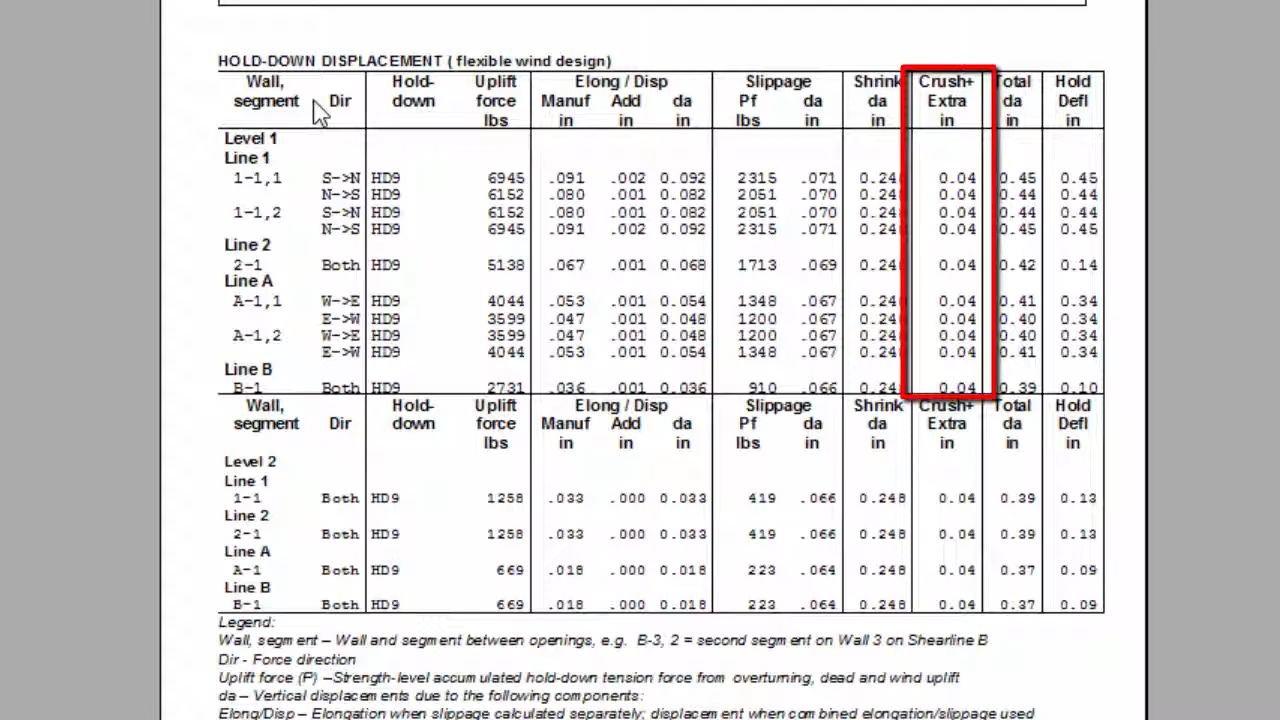 HOLD-DOWN DISPLACEMENT ( flexible wind design)
Wall, Hold- Uplift Elong / Disp Slippage Shrink Crush+ Total Hold
segment Dir down force Manuf Add da Pf da da Extra da Defl
lbs in in in lbs in in in in in
Level 1
Line 1
1-1,1 S->N HD9 6945 .091 .002 0.092 2315 .071 0.04 0.45 0.45
N->S HD9 6152 .080 .001 0.082 2051 .070 0.04 0.44 0.44
1-1,2 S->N HD9 6152 .080 .001 0.082 2051 .070 0.04 0.44 0.44
N->S HD9 6945 .091 .002 0.092 2315 .071 0.04 0.45 0.45
Line 2
2-1 Both HD9 5138 .067 .001 0.068 1713 .069 0.04 0.42 0.14
Line A
A-1,1 W->E HD9 4044 .053 .001 0.054 1348 .067 0.04 0.41 0.34
E->W HD9 3599 .047 .001 0.048 1200 .067 0.04 0.40 0.34
A-1,2 W->E HD9 3599 .047 .001 0.048 1200 .067 0.04 0.40 0.34
E->W HD9 4044 .053 .001 0.054 1348 .067 0.04 0.41 0.34
Line B
B-1 Both HD9 2731 .036 .001 0.036 910 .066 0.04 0.39 0.10
Wall, Hold- Uplift Elong / Disp Slippage Shrink Crush+ Total Hold
segment Dir down force Manuf Add da Pf da da Extra da Defl
lbs in in in lbs in in in in in
Level 2
Line 1
1-1 Both HD9 1258 .033 .000 0.033 419 .066 0.248 0.04 0.39 0.13
Line 2
2-1 Both HD9 1258 .033 .000 0.033 419 .066 0.248 0.04 0.39 0.13
Line A
A-1 Both HD9 669 .018 .000 0.018 223 .064 0.248 0.04 0.37 0.09
Line B
B-1 Both HD9 669 .018 .000 0.018 223 .064 0.248 0.04 0.37 0.09
Legend:
Wall, segment – Wall and segment between openings, e.g. B-3, 2 = second segment on Wall 3 on Shearline B
Dir - Force direction
Uplift force (P) –Strength-level accumulated hold-down tension force from overturning, dead and wind uplift
da – Vertical displacements due to the following components:
Elong/Disp – Elongation when slippage calculated separately; displacement when combined elongation/slippage used